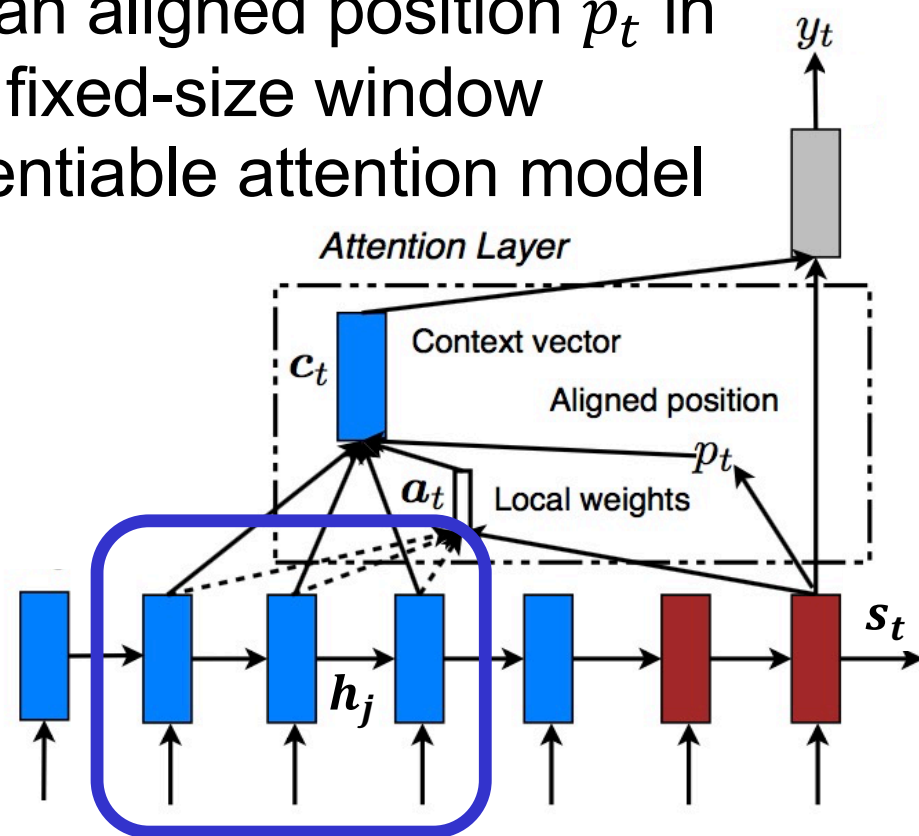 an aligned position p_t in
fixed-size window
entiable attention model
y_t
Attention Layer
c_t
Context vector
Aligned position
p_t
a_t
Local weights
s_t
h_j